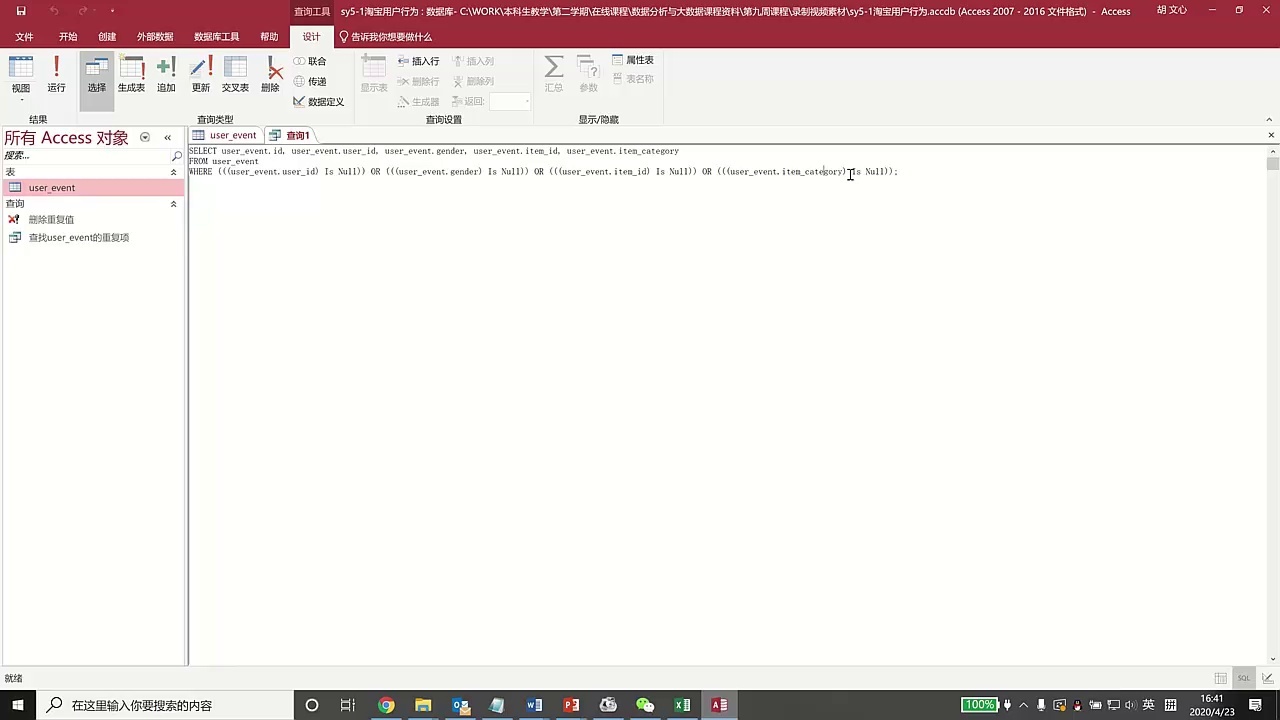 查询工具
sy5-1淘宝用户行为 : 数据库- C:\WORK\本科生教学\第二学期\在线课程\数据分析与大数据课程资料\第九周课程\录制视频素材\sy5-1淘宝用户行为.accdb (Access 2007 - 2016 文件格式) - Access
胡 文心
文件 开始 创建 外部数据 数据库工具 帮助 设计 告诉我你想要做什么
视图 运行 选择 生成表 追加 更新 交叉表 删除
联合
传递
数据定义
显示表
插入行
删除行
生成器
插入列
删除列
返回:
汇总 参数
属性表
表名称
结果 查询类型 查询设置 显示/隐藏
所有 Access 对象
搜索...
表
user_event
查询
删除重复值
查找user_event的重复项
user_event 查询1
SELECT user_event.id, user_event.user_id, user_event.gender, user_event.item_id, user_event.item_category
FROM user_event
WHERE (((user_event.user_id) Is Null)) OR (((user_event.gender) Is Null)) OR (((user_event.item_id) Is Null)) OR (((user_event.item_category) Is Null));
就绪
SQL
在这里输入你要搜索的内容
100%
英
16:41
2020/4/23